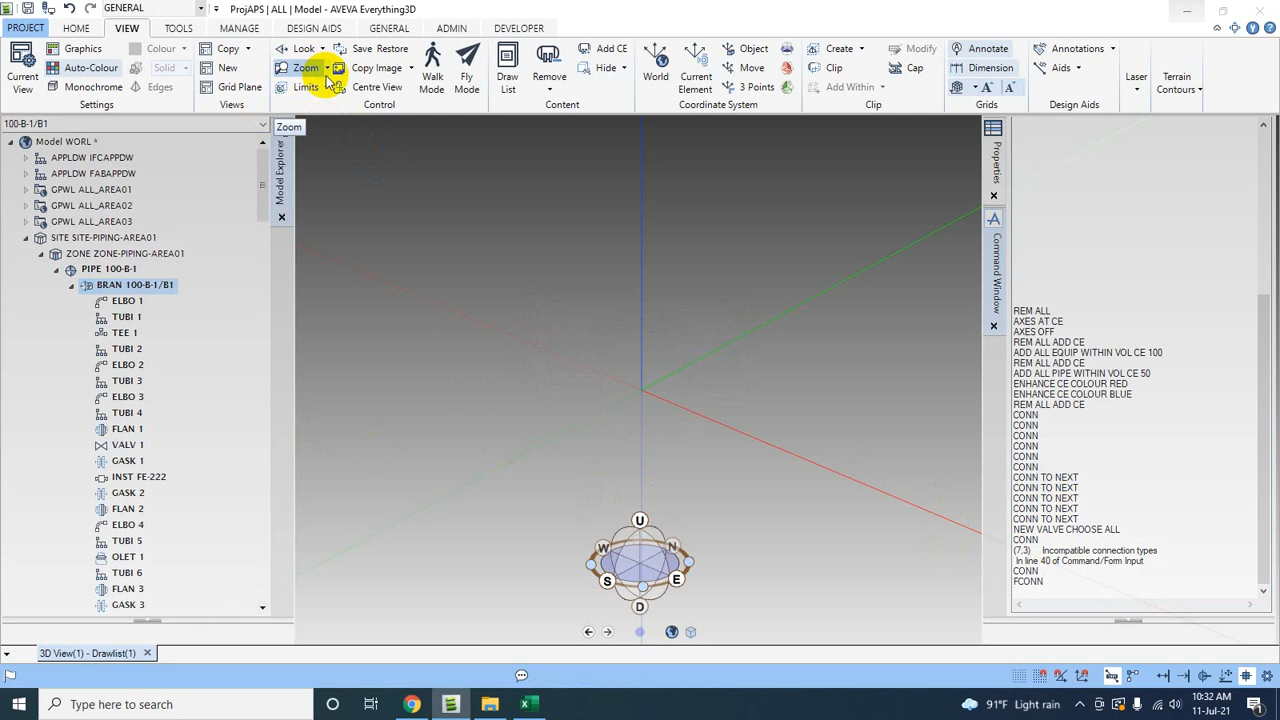 GENERAL
ProjAPS | ALL | Model - AVEVA Everything3D
PROJECT HOME VIEW TOOLS MANAGE DESIGN AIDS GENERAL ADMIN DEVELOPER
Current View
Graphics
Auto-Colour
Monochrome
Colour
Solid
Edges
Settings
Copy
New
Grid Plane
Views
Look
Zoom
Limits
Save Restore
Copy Image
Centre View
Walk Mode
Fly Mode
Control
Draw List
Remove
Add CE
Hide
Content
World
Current Element
Object
Move
3 Points
Coordinate System
Create
Clip
Add Within
Modify
Cap
Clip
Annotate
Dimension
A A
Grids
Annotations
Design Aids
Laser
Terrain Contours
Zoom
100-B-1/B1
Model WORL *
APPLDW IFCAPPDW
APPLDW FABAPPDW
GPWL ALL_AREA01
GPWL ALL_AREA02
GPWL ALL_AREA03
SITE SITE-PIPING-AREA01
ZONE ZONE-PIPING-AREA01
PIPE 100-B-1
BRAN 100-B-1/B1
ELBO 1
TUBI 1
TEE 1
TUBI 2
ELBO 2
TUBI 3
ELBO 3
TUBI 4
FLAN 1
VALV 1
GASK 1
INST FE-222
GASK 2
FLAN 2
ELBO 4
TUBI 5
OLET 1
TUBI 6
FLAN 3
GASK 3
Model Explorer
U
W N
S E
D
Properties
Command Window
REM ALL
AXES AT CE
AXES OFF
REM ALL ADD CE
ADD ALL EQUIP WITHIN VOL CE 100
REM ALL ADD CE
ADD ALL PIPE WITHIN VOL CE 50
ENHANCE CE COLOUR RED
ENHANCE CE COLOUR BLUE
REM ALL ADD CE
CONN
CONN
CONN
CONN
CONN
CONN
CONN TO NEXT
CONN TO NEXT
CONN TO NEXT
CONN TO NEXT
CONN TO NEXT
NEW VALVE CHOOSE ALL
CONN
(7,3) Incompatible connection types
In line 40 of Command/Form Input
CONN
FCONN
3D View(1) - Drawlist(1)
Type here to search
91°F Light rain
10:32 AM
11-Jul-21